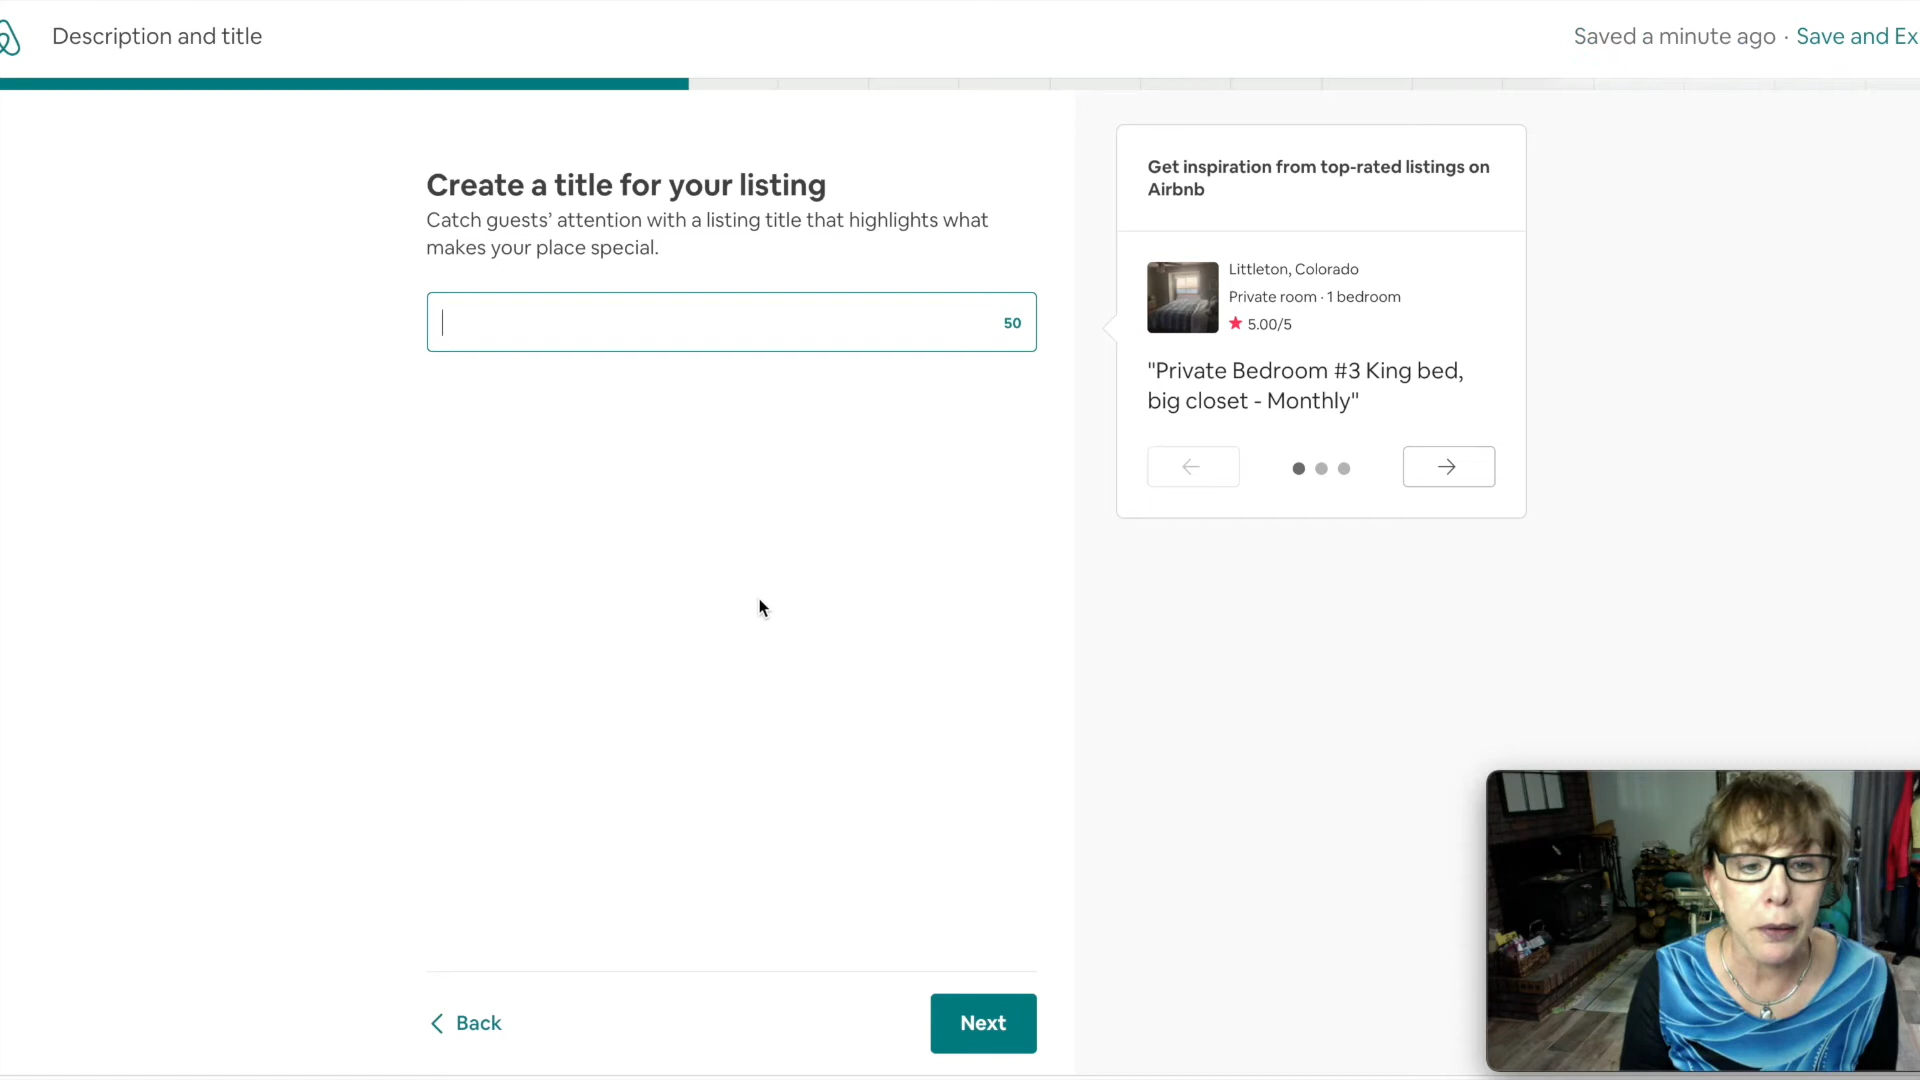 Description and title
Saved a minute ago · Save and Ex
Create a title for your listing
Catch guests’ attention with a listing title that highlights what
makes your place special.
50
Get inspiration from top-rated listings on
Airbnb
Littleton, Colorado
Private room · 1 bedroom
5.00/5
"Private Bedroom #3 King bed,
big closet - Monthly"
Back
Next